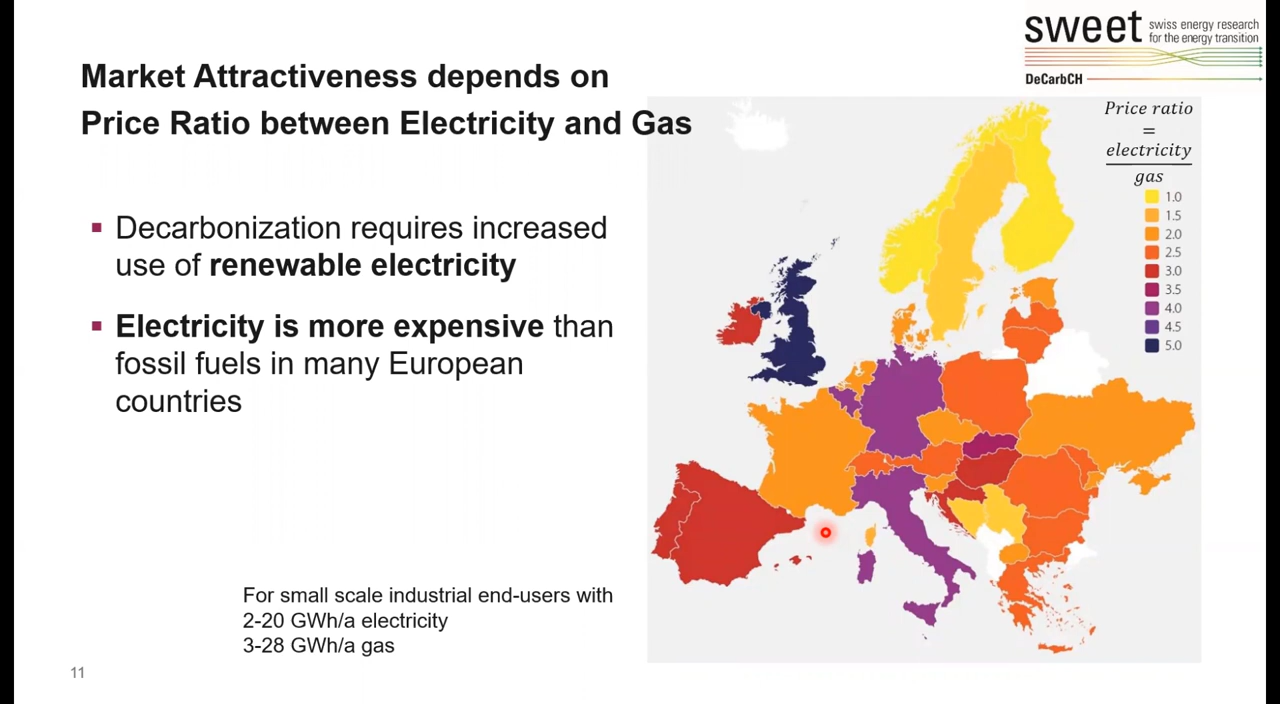 sweet swiss energy research
for the energy transition
DeCarbCH
Market Attractiveness depends on
Price Ratio between Electricity and Gas
▪ Decarbonization requires increased
use of renewable electricity
▪ Electricity is more expensive than
fossil fuels in many European
countries
For small scale industrial end-users with
2-20 GWh/a electricity
3-28 GWh/a gas
Price ratio
=
electricity
gas
1.0
1.5
2.0
2.5
3.0
3.5
4.0
4.5
5.0
11